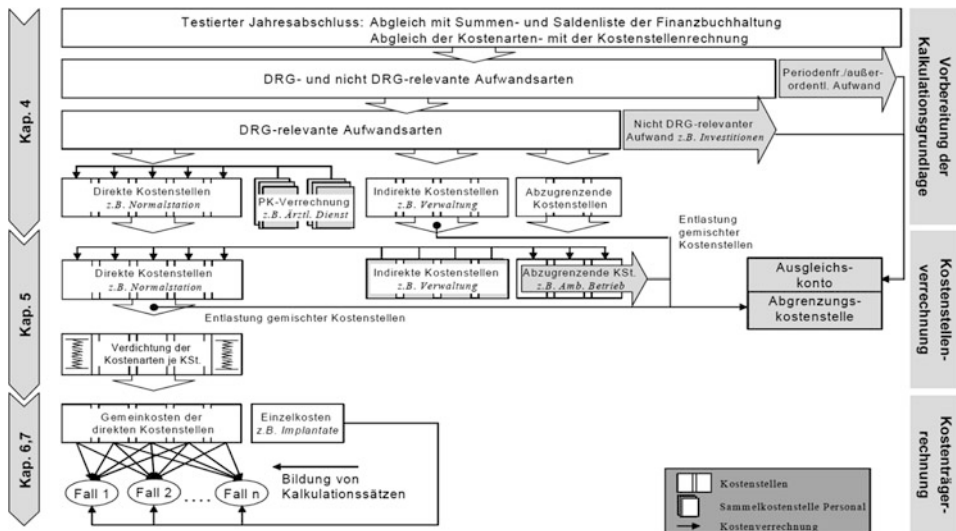 Testierter Jahresabschluss: Abgleich mit Summen- und Saldenliste der Finanzbuchhaltung
Abgleich der Kostenarten- mit der Kostenstellenrechnung
DRG- und nicht DRG-relevante Aufwandsarten
Periodenfr./außer-
ordentl. Aufwand
DRG-relevante Aufwandsarten
Nicht DRG-relevanter
Aufwand z.B. Investitionen
Kap. 4
Vorbereitung der
Kalkulationsgrundlage
Direkte Kostenstellen
z.B. Normalstation
PK-Verrechnung
z.B. Ärztl. Dienst
Indirekte Kostenstellen
z.B. Verwaltung
Abzugrenzende
Kostenstellen
Entlastung
gemischter
Kostenstellen
Kap. 5
Kostenstellen-
verrechnung
Direkte Kostenstellen
z.B. Normalstation
Indirekte Kostenstellen
z.B. Verwaltung
Abzugrenzende KSt.
z.B. Amb. Betrieb
Ausgleichs-
konto
Abgrenzungs-
kostenstelle
Entlastung gemischter Kostenstellen
Verdichtung der
Kostenarten je KSt.
Kap. 6,7
Kostenträger-
rechnung
Gemeinkosten der
direkten Kostenstellen
Einzelkosten
z.B. Implantate
Bildung von
Kalkulationssätzen
Fall 1
Fall 2
....
Fall n
Kostenstellen
Sammelkostenstelle Personal
Kostenverrechnung